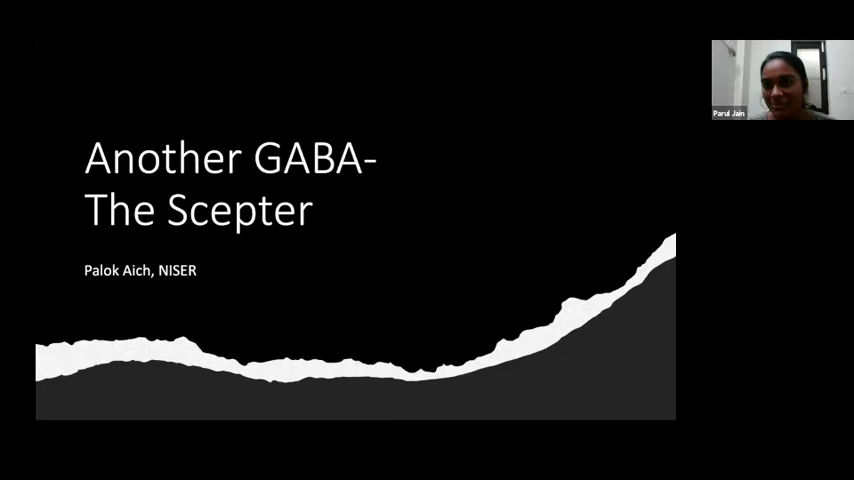 Another GABA-
The Scepter
Palok Aich, NISER
Parul Jain